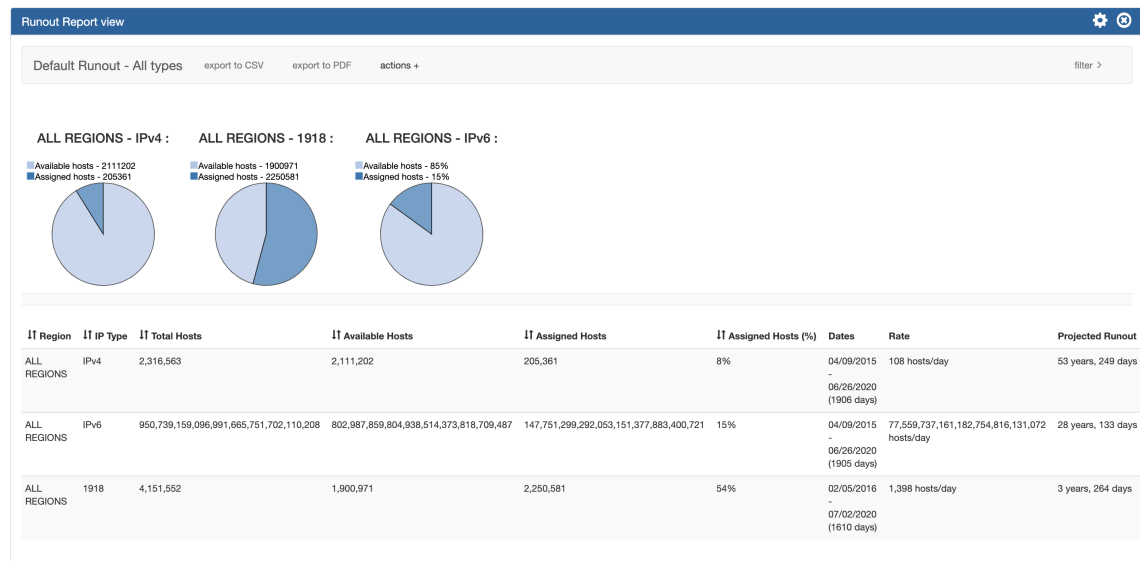 Runout Report view
Default Runout - All types export to CSV export to PDF actions + filter >
ALL REGIONS - IPv4 : ALL REGIONS - 1918 : ALL REGIONS - IPv6 :
Available hosts - 2111202 Available hosts - 1900971 Available hosts - 85%
Assigned hosts - 205361 Assigned hosts - 2250581 Assigned hosts - 15%
Region IP Type Total Hosts Available Hosts Assigned Hosts Assigned Hosts (%) Dates Rate Projected Runout
ALL IPv4 2,316,563 2,111,202 205,361 8% 04/09/2015 108 hosts/day 53 years, 249 days
REGIONS -
06/26/2020
(1906 days)
ALL IPv6 950,739,159,096,991,665,751,702,110,208 802,987,859,804,938,514,373,818,709,487 147,751,299,292,053,151,377,883,400,721 15% 04/09/2015 77,559,737,161,182,754,816,131,072 28 years, 133 days
REGIONS - hosts/day
06/26/2020
(1905 days)
ALL 1918 4,151,552 1,900,971 2,250,581 54% 02/05/2016 1,398 hosts/day 3 years, 264 days
REGIONS -
07/02/2020
(1610 days)